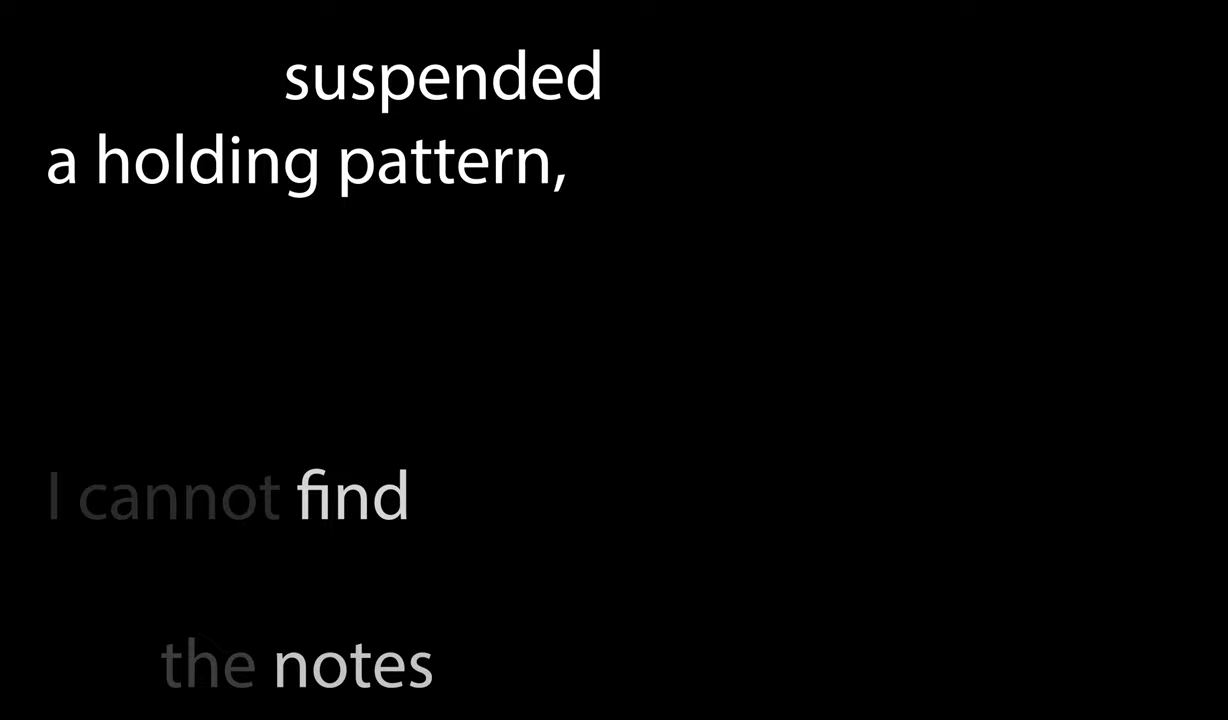 suspended
a holding pattern,
I cannot find
the notes